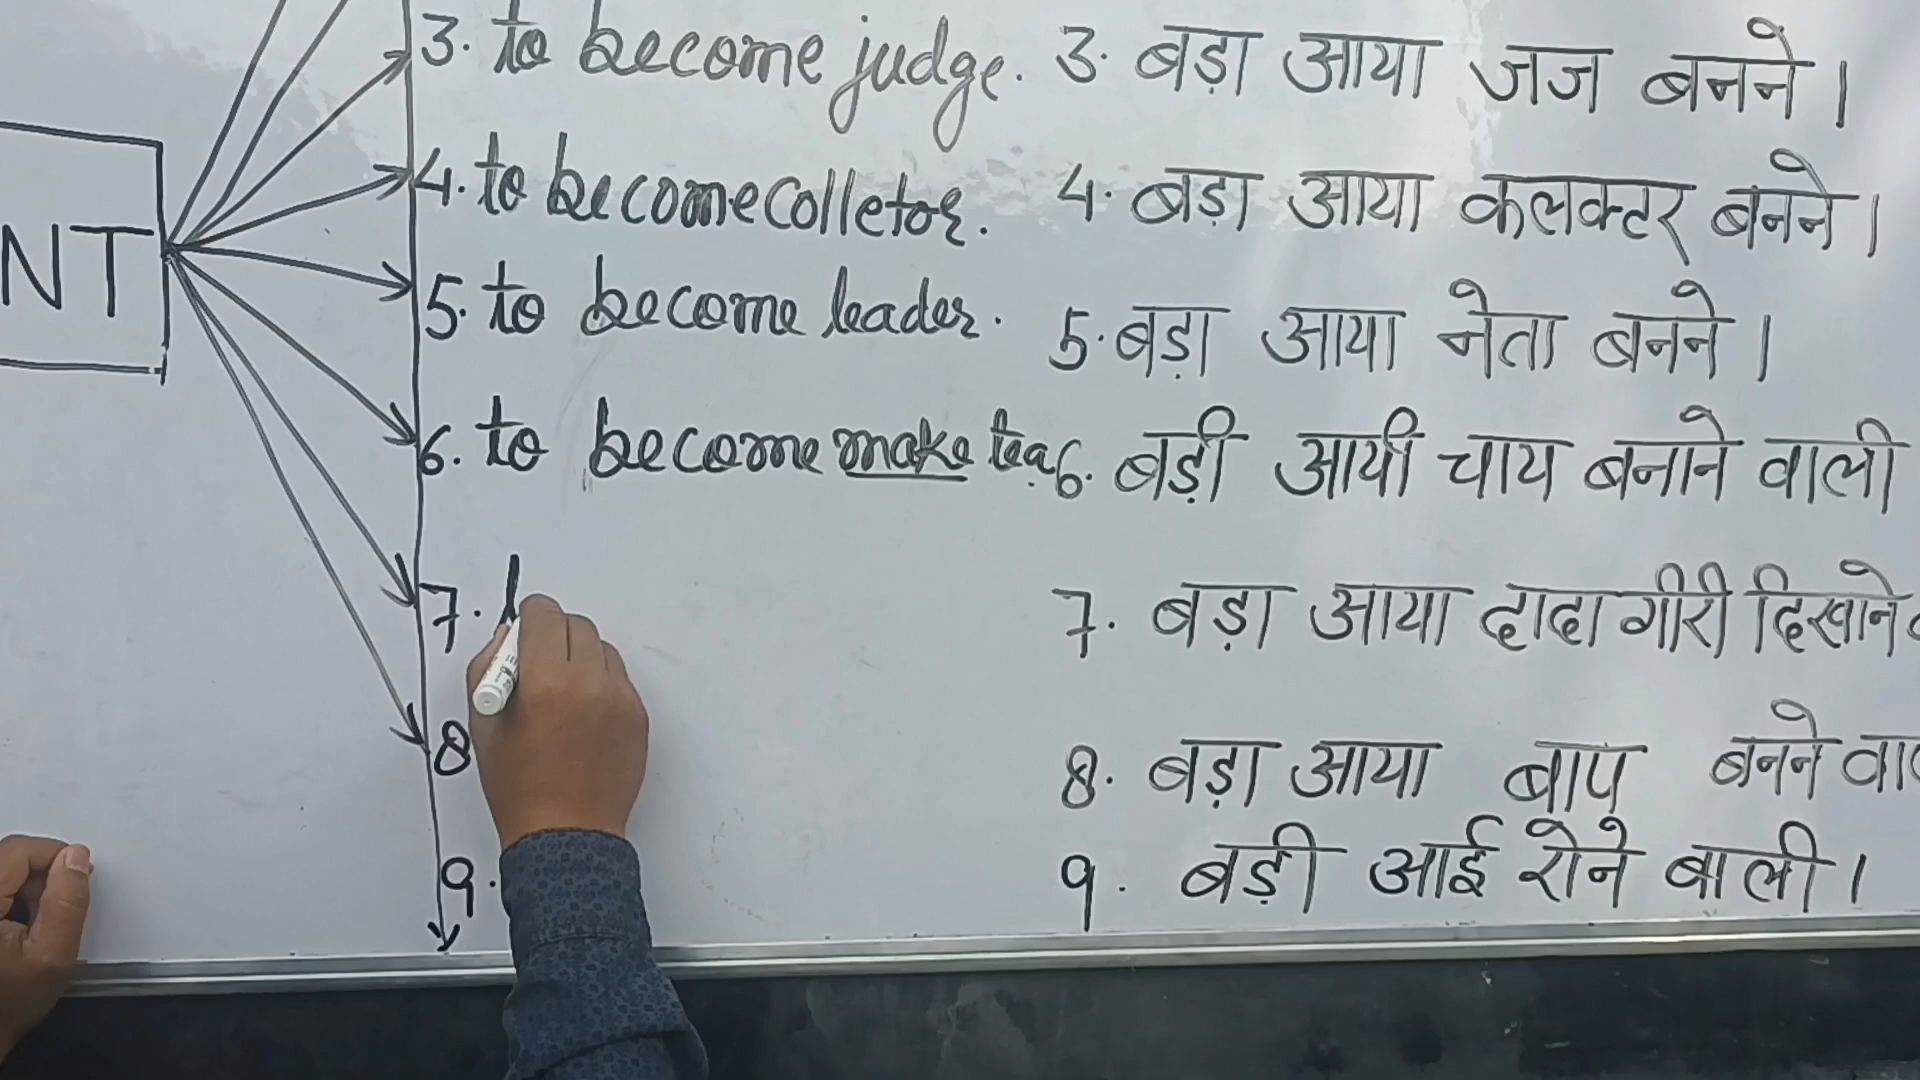 3. to become judge. 3. बड़ा आया जज बनने।
4. to become colletor. 4. बड़ा आया कलक्टर बनने।
NT
5. to become leader. 5. बड़ा आया नेता बनने।
6. to become make tea. 6. बड़ी आयी चाय बनाने वाली
7. 7. बड़ा आया दादागीरी दिखाने
8 8. बड़ा आया बाप बनने वा
9. 9. बड़ी आई रोने बाली।